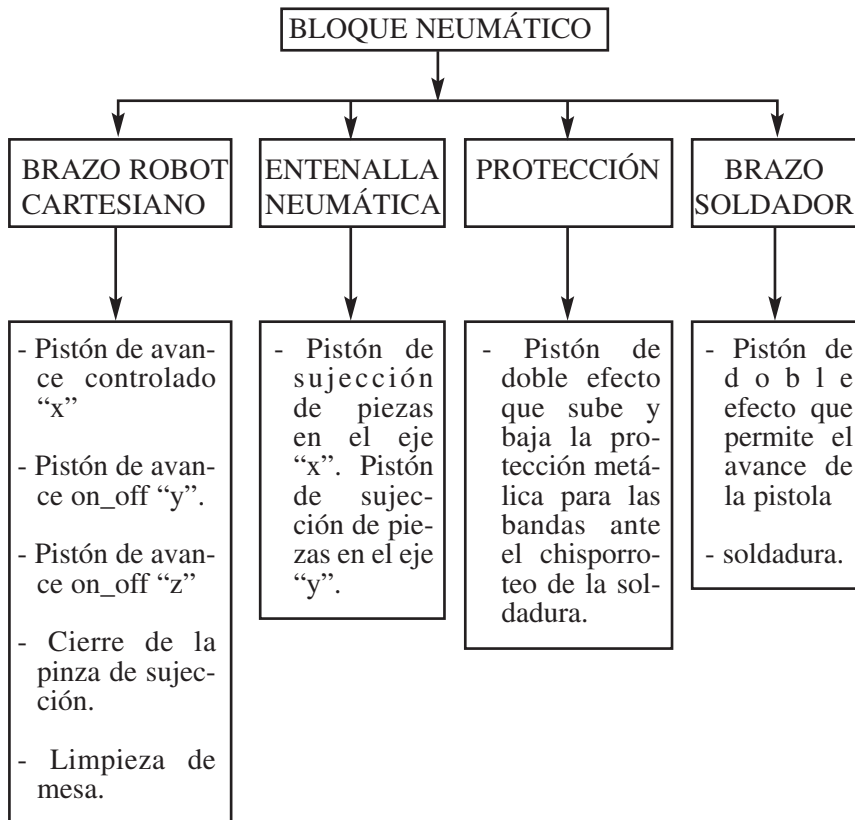 BLOQUE NEUMÁTICO
BRAZO ROBOT
CARTESIANO
ENTENALLA
NEUMÁTICA
PROTECCIÓN
BRAZO
SOLDADOR
- Pistón de avan-
ce controlado
“x”
- Pistón de avan-
ce on_off “y”.
- Pistón de avan-
ce on_off “z”
- Cierre de la
pinza de sujec-
ción.
- Limpieza de
mesa.
- Pistón de
sujección
de piezas
en el eje
“x”. Pistón
de sujec-
ción de pie-
zas en el eje
“y”.
- Pistón de
doble efecto
que sube y
baja la pro-
tección metá-
lica para las
bandas ante
el chisporro-
teo de la sol-
dadura.
- Pistón de
doble
efecto que
permite el
avance de
la pistola
- soldadura.